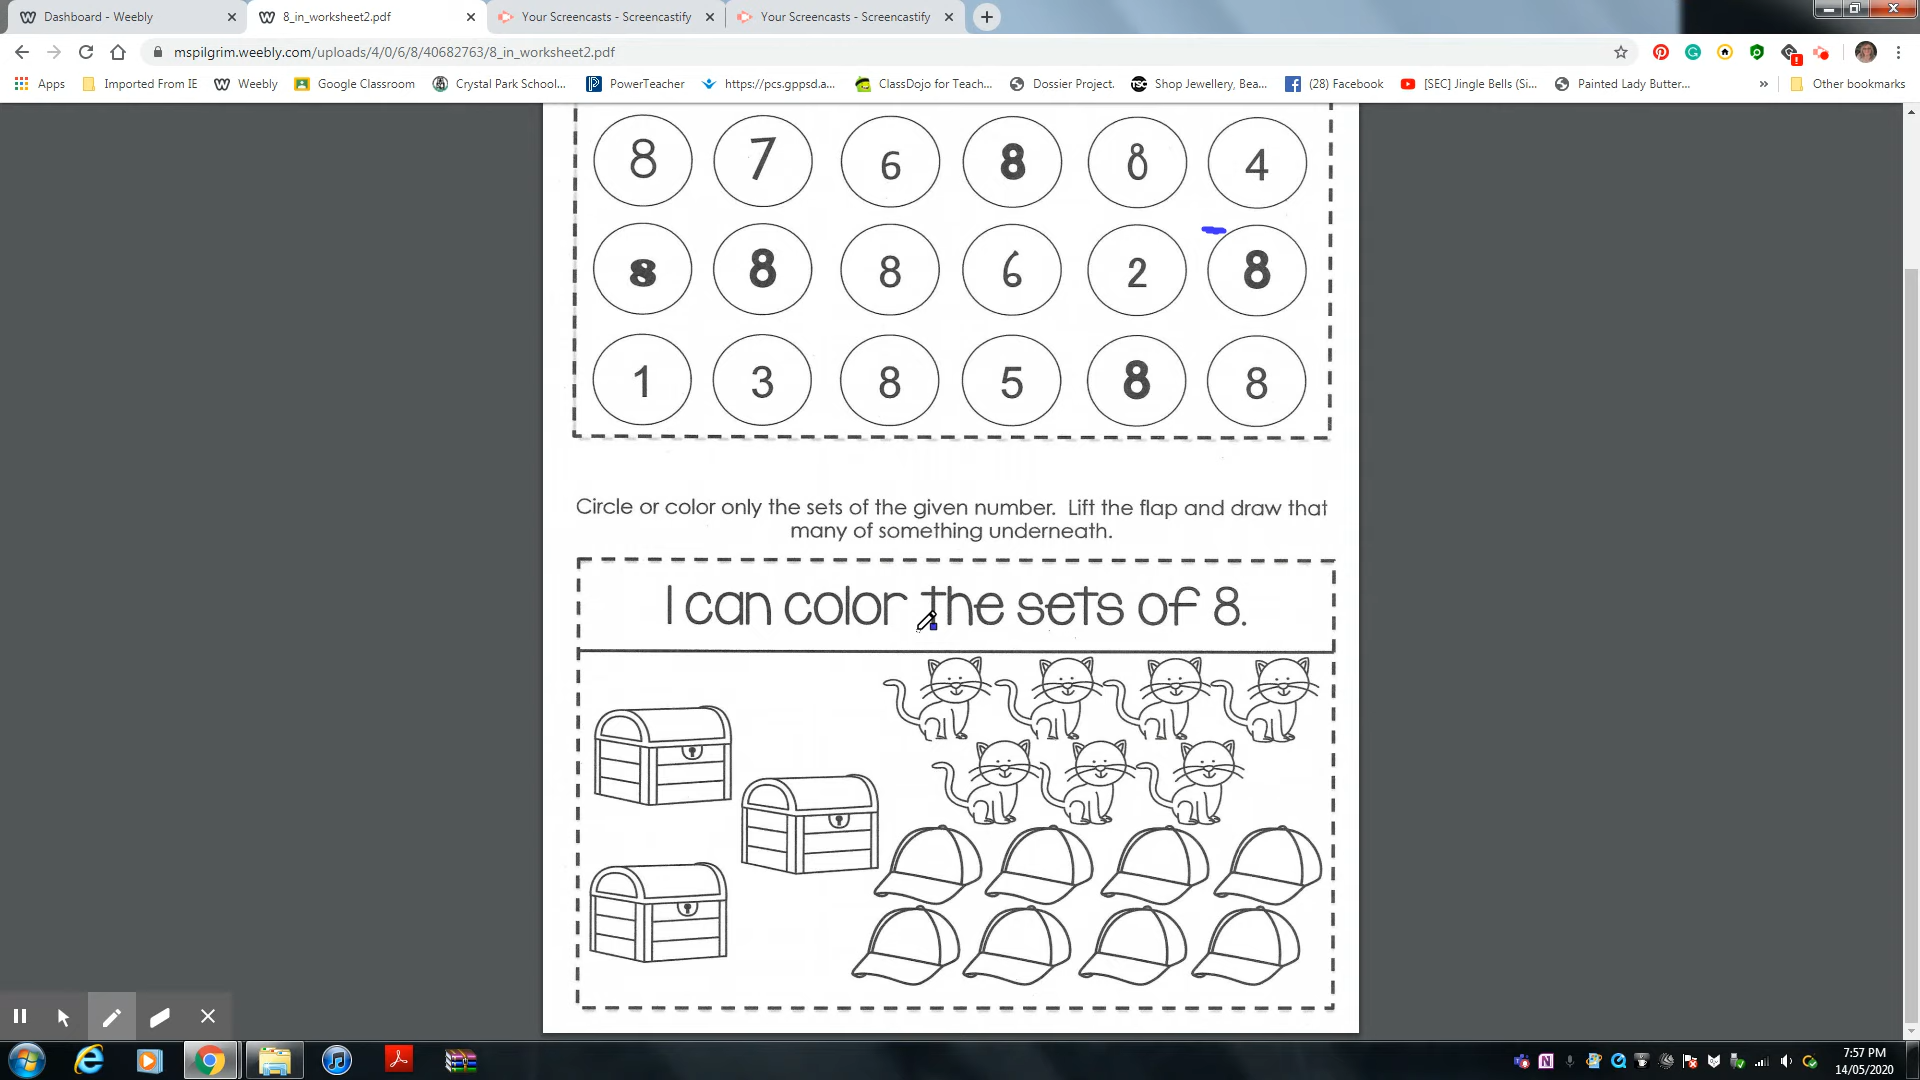 Dashboard - Weebly
8_in_worksheet2.pdf
Your Screencasts - Screencastify
Your Screencasts - Screencastify
mspilgrim.weebly.com/uploads/4/0/6/8/40682763/8_in_worksheet2.pdf
Apps
Imported From IE
Weebly
Google Classroom
Crystal Park School...
PowerTeacher
https://pcs.gppsd.a...
ClassDojo for Teach...
Dossier Project.
Shop Jewellery, Bea...
(28) Facebook
[SEC] Jingle Bells (Si...
Painted Lady Butter...
»
Other bookmarks
8 7 6 8 8 4
8 8 8 6 2 8
1 3 8 5 8 8
Circle or color only the sets of the given number. Lift the flap and draw that
many of something underneath.
I can color the sets of 8.
7:57 PM
14/05/2020